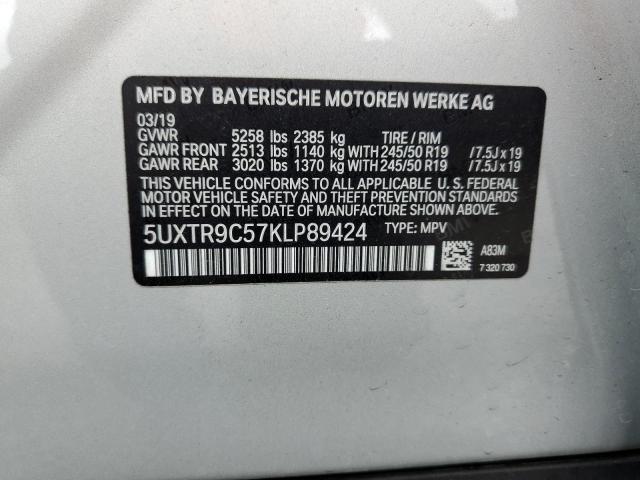 MFD BY BAYERISCHE MOTOREN WERKE AG
03/19
GVWR 5258 lbs 2385 kg TIRE / RIM
GAWR FRONT 2513 lbs 1140 kg WITH 245/50 R19 /7.5J x 19
GAWR REAR 3020 lbs 1370 kg WITH 245/50 R19 /7.5J x 19
THIS VEHICLE CONFORMS TO ALL APPLICABLE U. S. FEDERAL
MOTOR VEHICLE SAFETY AND THEFT PREVENTION
STANDARDS IN EFFECT ON THE DATE OF MANUFACTURE SHOWN ABOVE.
5UXTR9C57KLP89424 TYPE: MPV
A83M
7 320 730